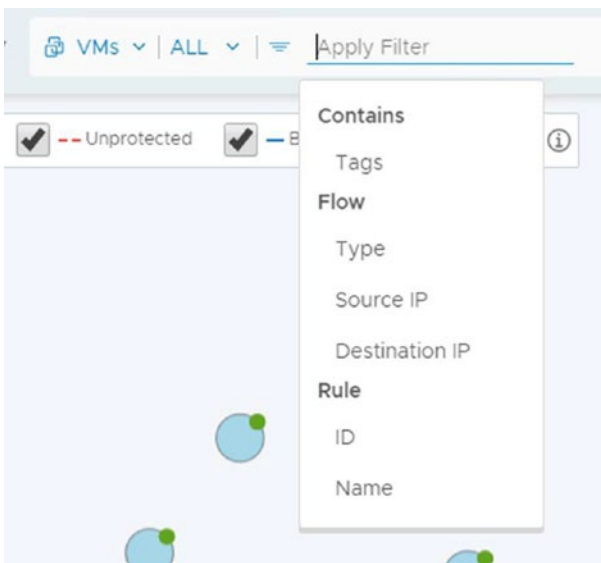 VMs | ALL | Apply Filter
-- Unprotected
Contains
Tags
Flow
Type
Source IP
Destination IP
Rule
ID
Name